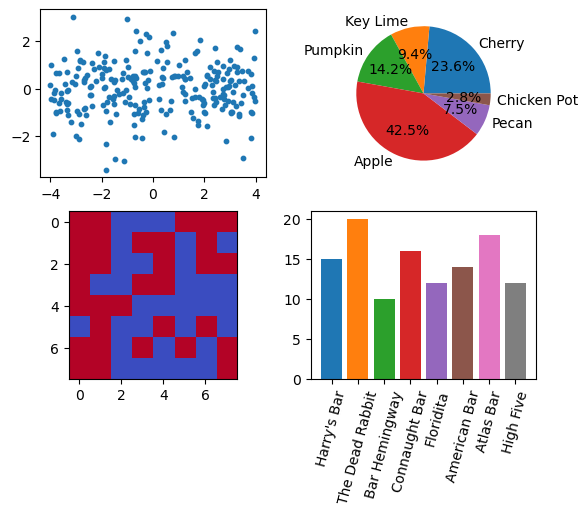 2
0
−2
−4
−2
0
2
4
Cherry
Key Lime
Pumpkin
Apple
Pecan
Chicken Pot
23.6%
9.4%
14.2%
42.5%
7.5%
2.8%
0
2
4
6
0
2
4
6
20
15
10
5
0
Harry's Bar
The Dead Rabbit
Bar Hemingway
Connaught Bar
Floridita
American Bar
Atlas Bar
High Five